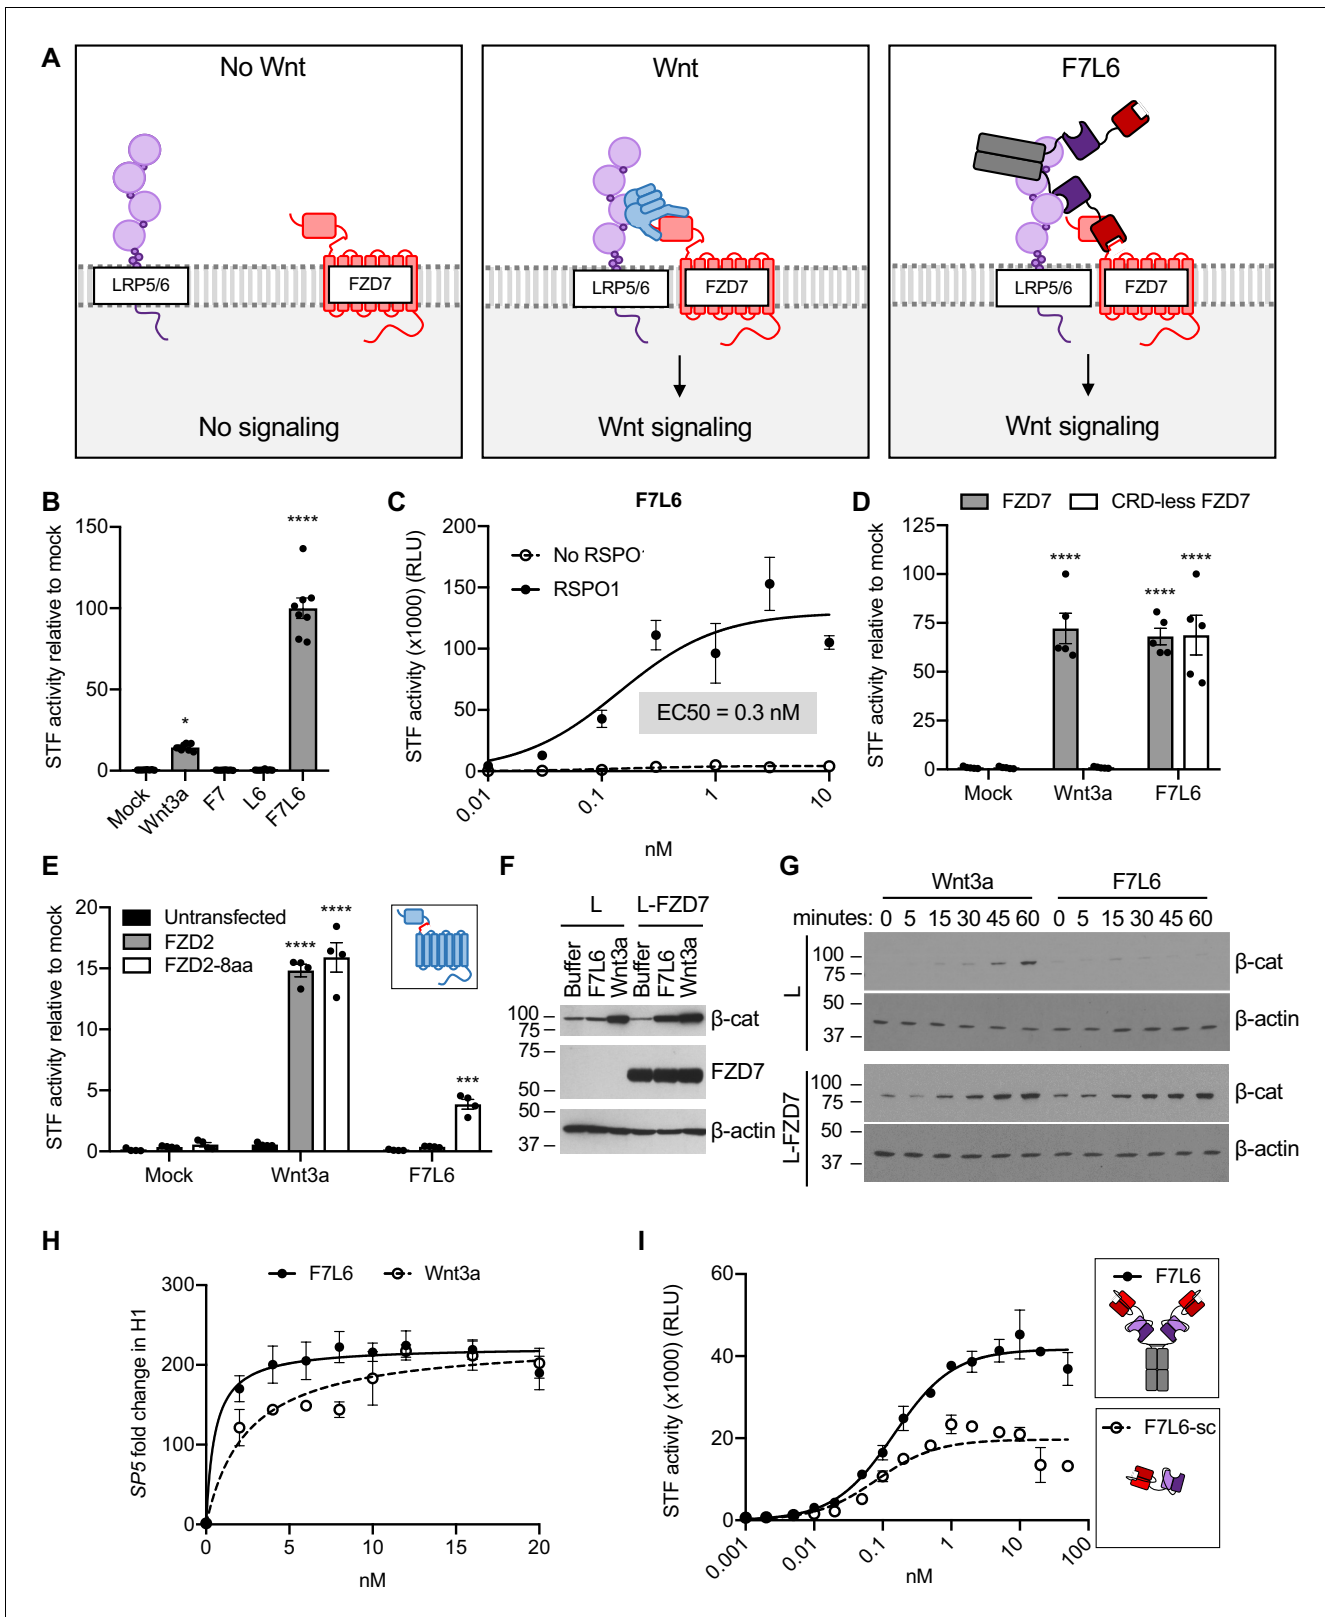 A
No Wnt
Wnt
F7L6
LRP5/6
FZD7
LRP5/6
FZD7
LRP5/6
FZD7
No signaling
Wnt signaling
Wnt signaling
B
STF activity relative to mock
150
100
50
0
*
****
Mock
Wnt3a
F7
L6
F7L6
C
F7L6
STF activity (x1000) (RLU)
200
150
100
50
0
No RSPO
RSPO1
EC50 = 0.3 nM
0.01
0.1
1
10
nM
D
FZD7
CRD-less FZD7
STF activity relative to mock
125
100
75
50
25
0
****
****
****
Mock
Wnt3a
F7L6
E
STF activity relative to mock
20
15
10
5
0
Untransfected
FZD2
FZD2-8aa
****
****
***
Mock
Wnt3a
F7L6
F
L
L-FZD7
Buffer
F7L6
Wnt3a
Buffer
F7L6
Wnt3a
100
75
β-cat
75
50
FZD7
50
37
β-actin
G
Wnt3a
F7L6
minutes: 0 5 15 30 45 60 0 5 15 30 45 60
L
100
75
β-cat
50
37
β-actin
L-FZD7
100
75
β-cat
50
37
β-actin
H
F7L6
Wnt3a
SP5 fold change in H1
300
200
100
0
0
5
10
15
20
nM
I
STF activity (x1000) (RLU)
60
40
20
0
0.001
0.01
0.1
1
10
100
nM
F7L6
F7L6-sc